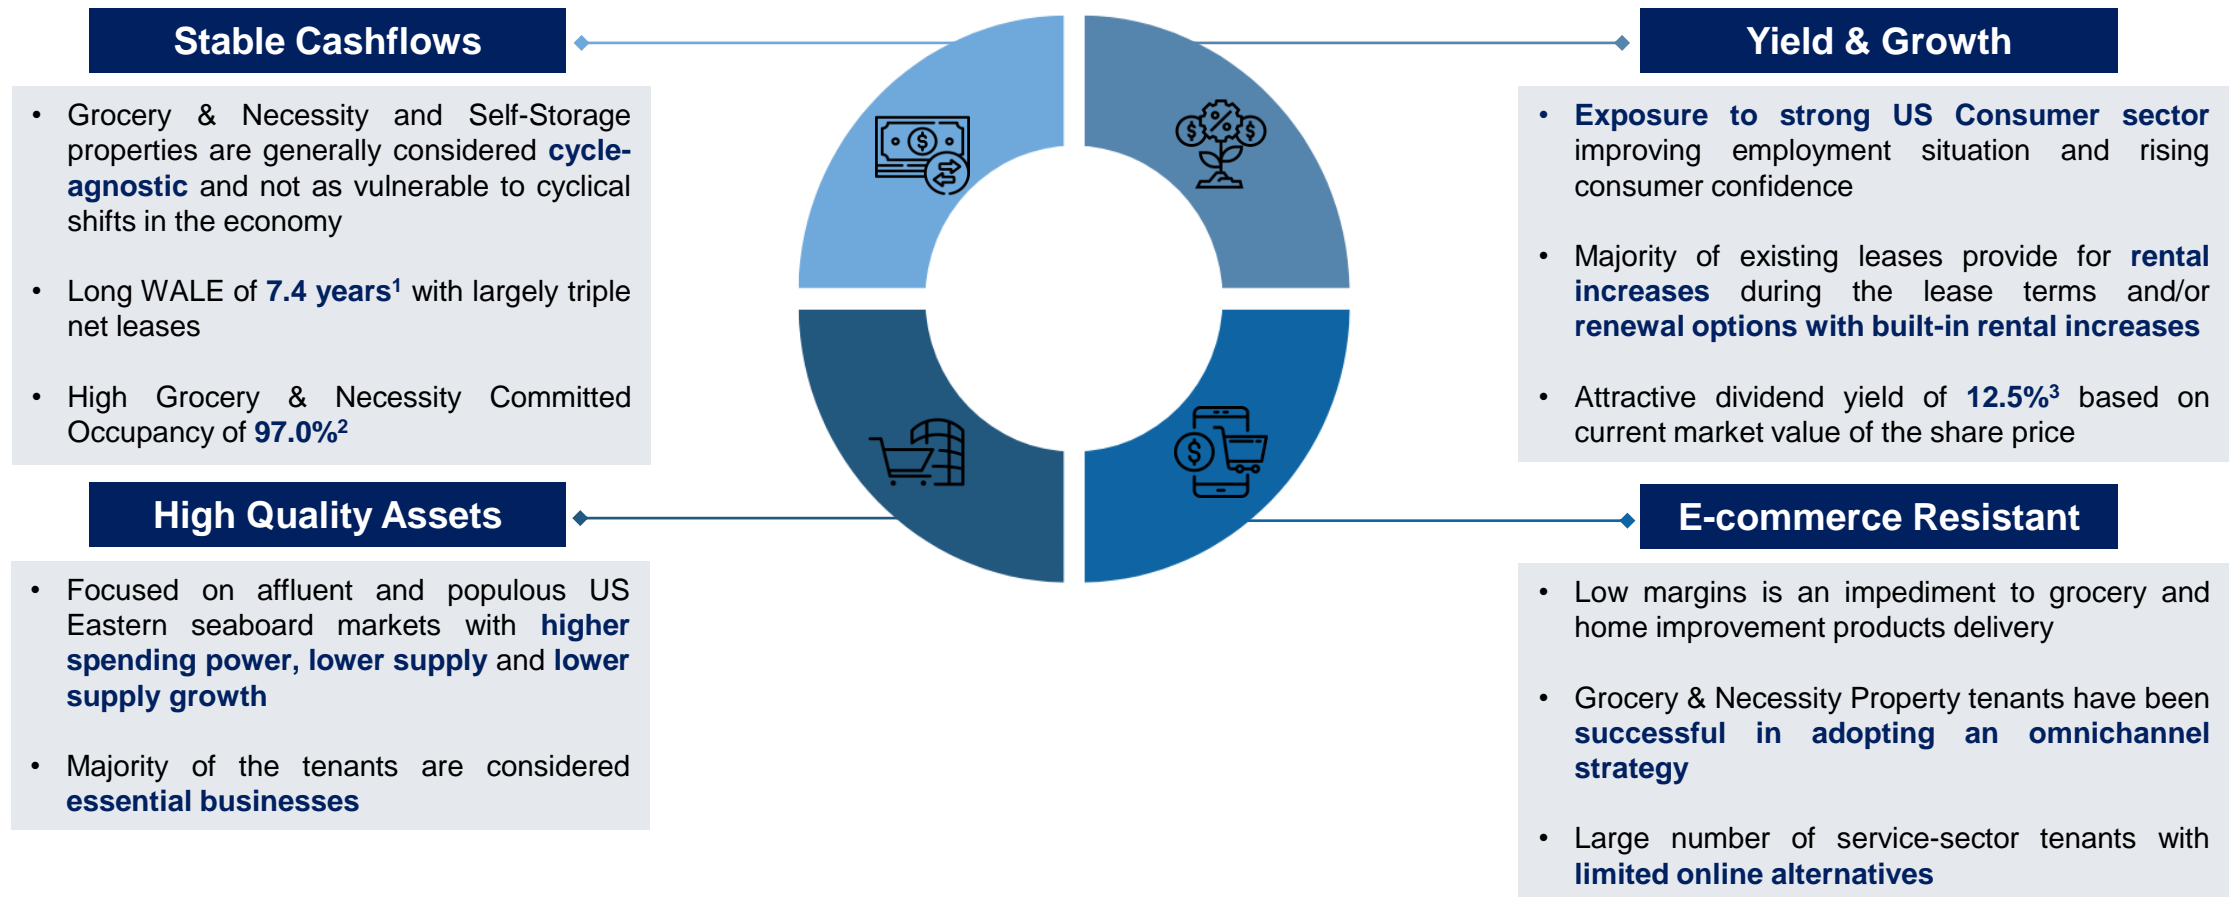 Stable Cashflows
• Grocery & Necessity and Self-Storage
properties are generally considered cycle-
agnostic and not as vulnerable to cyclical
shifts in the economy
• Long WALE of 7.4 years¹ with largely triple
net leases
• High Grocery & Necessity Committed
Occupancy of 97.0%²
High Quality Assets
• Focused on affluent and populous US
Eastern seaboard markets with higher
spending power, lower supply and lower
supply growth
• Majority of the tenants are considered
essential businesses
Yield & Growth
• Exposure to strong US Consumer sector
improving employment situation and rising
consumer confidence
• Majority of existing leases provide for rental
increases during the lease terms and/or
renewal options with built-in rental increases
• Attractive dividend yield of 12.5%³ based on
current market value of the share price
E-commerce Resistant
• Low margins is an impediment to grocery and
home improvement products delivery
• Grocery & Necessity Property tenants have been
successful in adopting an omnichannel
strategy
• Large number of service-sector tenants with
limited online alternatives